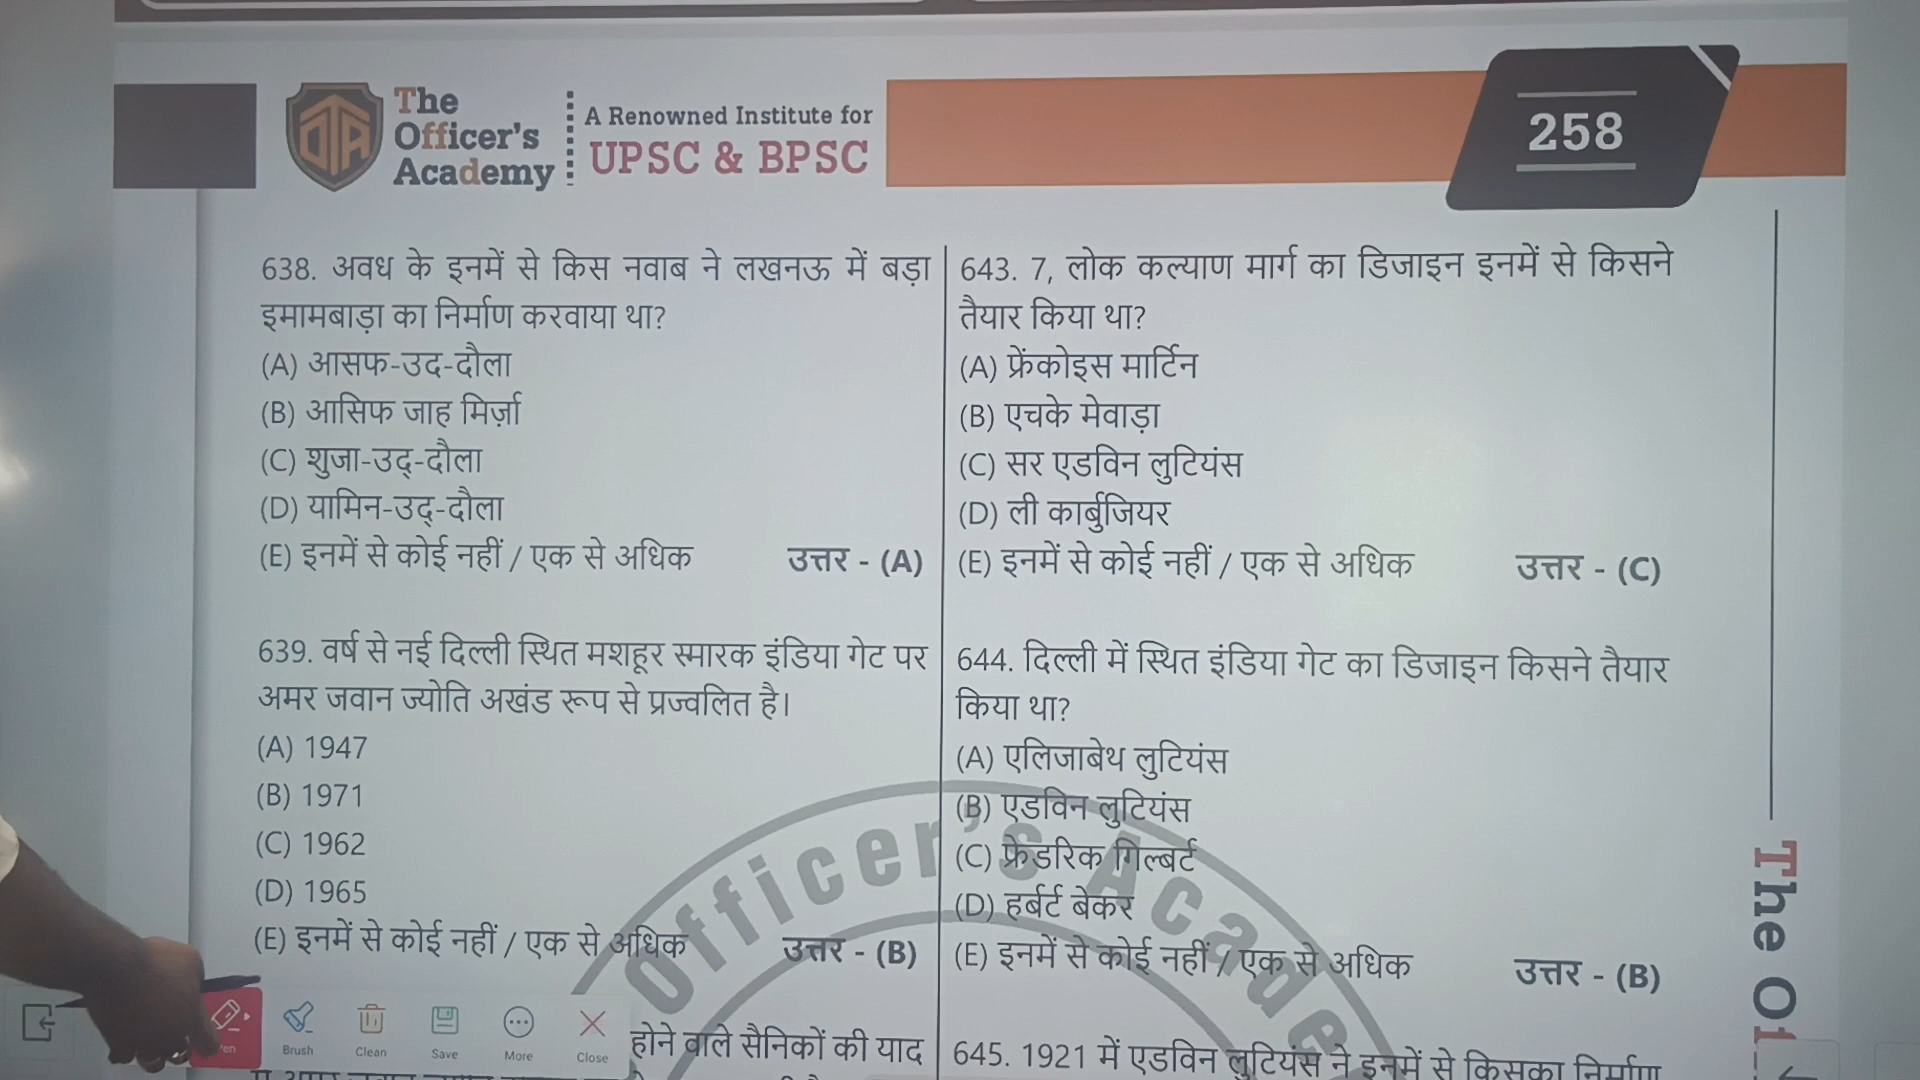 The
Officer's
Academy
A Renowned Institute for
UPSC & BPSC
258
638. अवध के इनमें से किस नवाब ने लखनऊ में बड़ा
इमामबाड़ा का निर्माण करवाया था?
(A) आसफ-उद-दौला
(B) आसिफ जाह मिर्ज़ा
(C) शुजा-उद्-दौला
(D) यामिन-उद्-दौला
(E) इनमें से कोई नहीं / एक से अधिक उत्तर - (A)
639. वर्ष से नई दिल्ली स्थित मशहूर स्मारक इंडिया गेट पर
अमर जवान ज्योति अखंड रूप से प्रज्वलित है।
(A) 1947
(B) 1971
(C) 1962
(D) 1965
(E) इनमें से कोई नहीं / एक से अधिक उत्तर - (B)
होने वाले सैनिकों की याद
643. 7, लोक कल्याण मार्ग का डिजाइन इनमें से किसने
तैयार किया था?
(A) फ्रेंकोइस मार्टिन
(B) एचके मेवाड़ा
(C) सर एडविन लुटियंस
(D) ली कार्बुजियर
(E) इनमें से कोई नहीं / एक से अधिक उत्तर - (C)
644. दिल्ली में स्थित इंडिया गेट का डिजाइन किसने तैयार
किया था?
(A) एलिजाबेथ लुटियंस
(B) एडविन लुटियंस
(C) फ्रेडरिक गिल्बर्ट
(D) हर्बर्ट बेकर
(E) इनमें से कोई नहीं / एक से अधिक उत्तर - (B)
645. 1921 में एडविन लुटियंस ने इनमें से किसका निर्माण
Officer's Acade
The Of
Brush
Clean
Save
More
Close